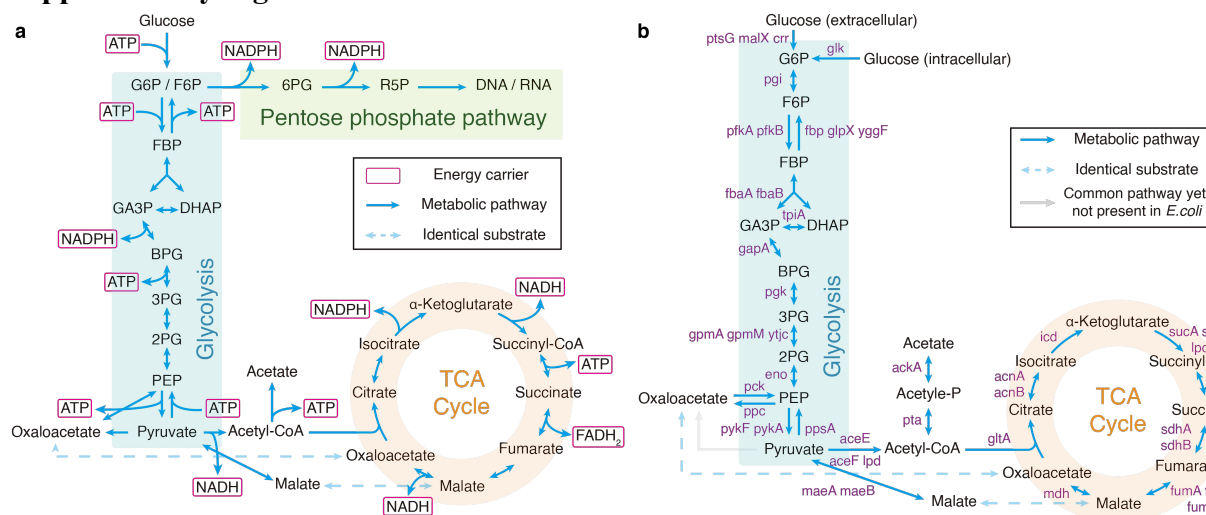 a
Glucose
ATP
NADPH
NADPH
G6P / F6P
6PG
R5P
DNA / RNA
Pentose phosphate pathway
ATP
ATP
FBP
Energy carrier
Metabolic pathway
Identical substrate
GA3P
DHAP
NADPH
BPG
ATP
3PG
2PG
PEP
Glycolysis
ATP
ATP
Oxaloacetate
Pyruvate
Acetyl-CoA
Acetate
ATP
NADH
Malate
NADPH
NADH
α-Ketoglutarate
Isocitrate
Succinyl-CoA
ATP
Citrate
TCA
Cycle
Succinate
FADH2
Fumarate
Oxaloacetate
Malate
NADH
b
Glucose (extracellular)
ptsG malX crr
glk
G6P
Glucose (intracellular)
pgi
F6P
pfkA pfkB
fbp glpX yggF
FBP
Metabolic pathway
Identical substrate
Common pathway yet
not present in E.coli
fbaA fbaB
tpiA
GA3P
DHAP
gapA
BPG
pgk
3PG
gpmA gpmM ytjc
2PG
eno
Glycolysis
pck
Oxaloacetate
PEP
ppc
pykF pykA
ppsA
Pyruvate
aceE
aceF lpd
Acetate
ackA
Acetyle-P
pta
Acetyl-CoA
gltA
maeA maeB
Malate
α-Ketoglutarate
icd
sucA s
Isocitrate
Succinyl
acnA
acnB
Citrate
TCA
Cycle
Succ
sdhA
sdhB
Fumara
Oxaloacetate
mdh
Malate
fumA
fum